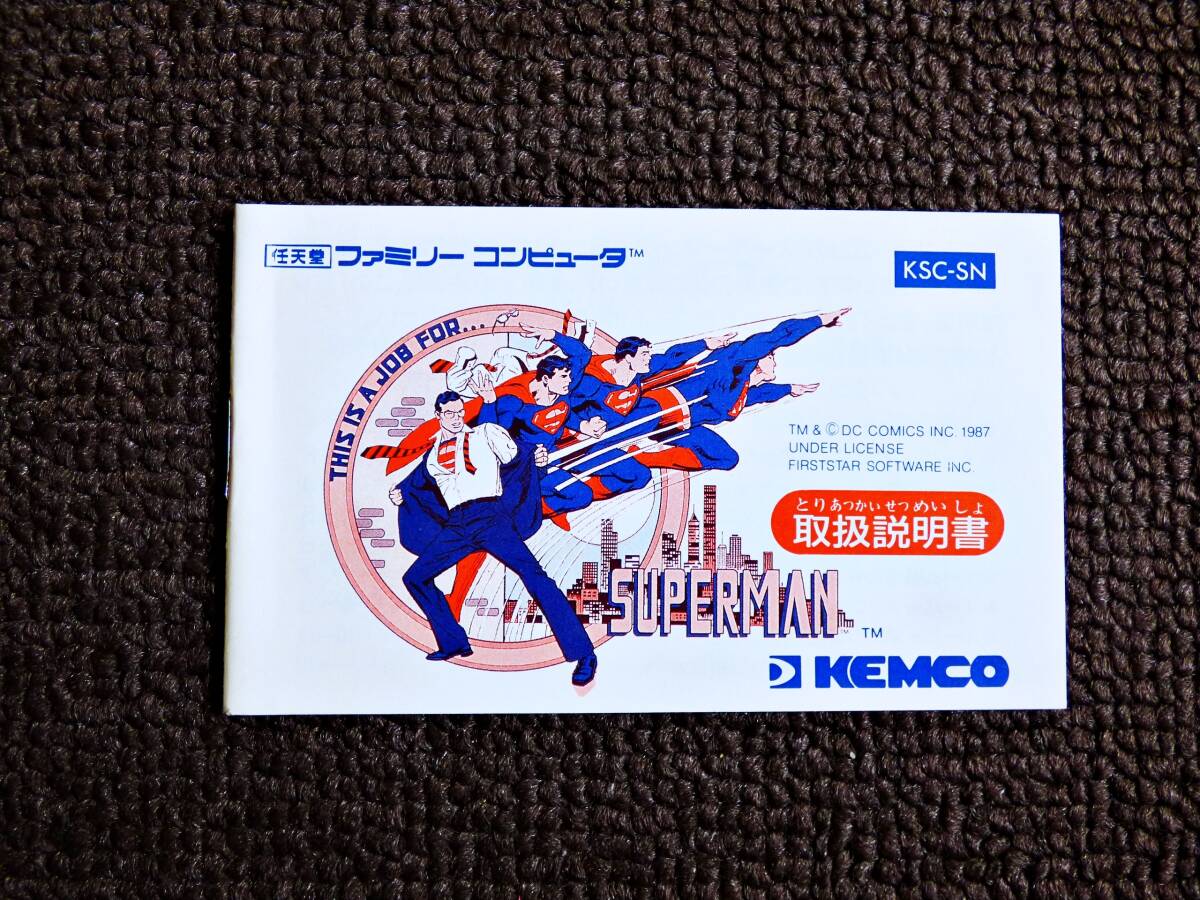 任天堂 ファミリー コンピュータ™
KSC-SN
THIS IS A JOB FOR...
TM & © DC COMICS INC. 1987
UNDER LICENSE
FIRSTSTAR SOFTWARE INC.
とりあつかいせつめいしょ
取扱説明書
SUPERMAN™ TM
KEMCO